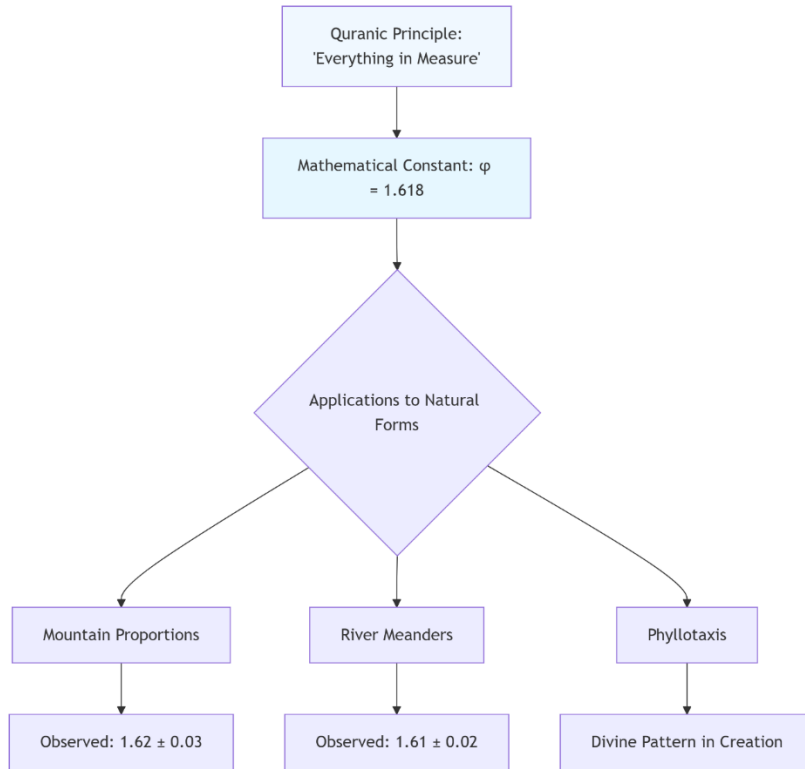 Quranic Principle:
'Everything in Measure'
Mathematical Constant: φ
= 1.618
Applications to Natural
Forms
Mountain Proportions
River Meanders
Phyllotaxis
Observed: 1.62 ± 0.03
Observed: 1.61 ± 0.02
Divine Pattern in Creation